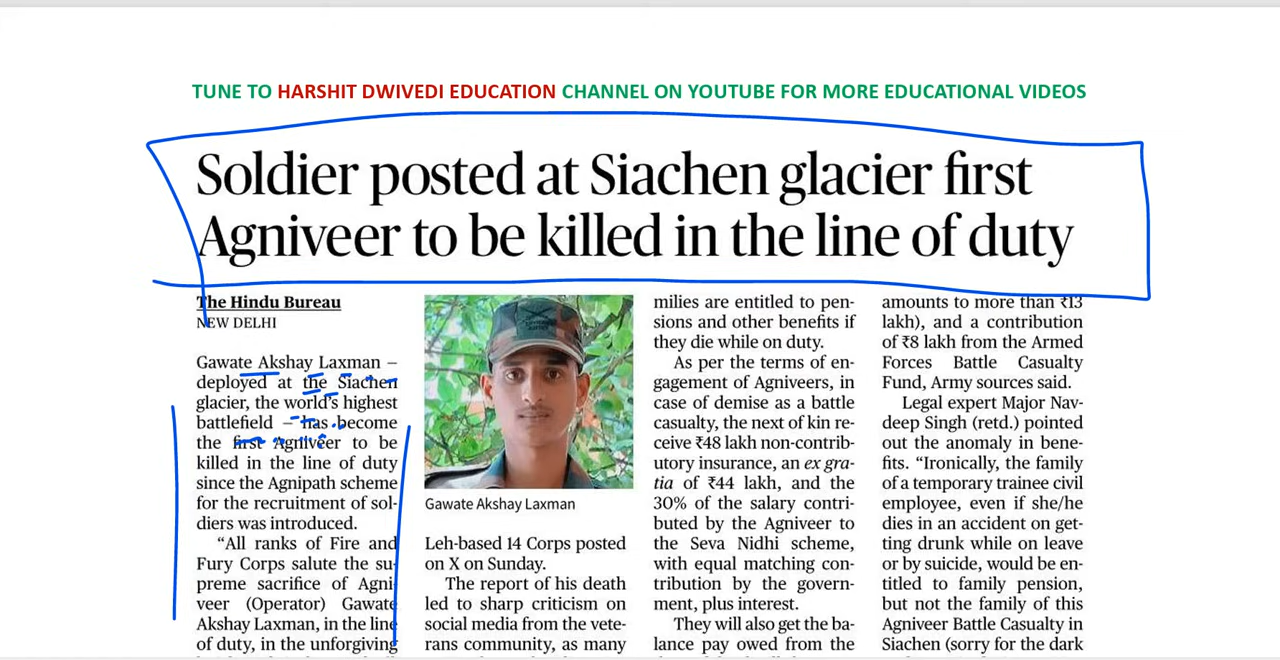 TUNE TO HARSHIT DWIVEDI EDUCATION CHANNEL ON YOUTUBE FOR MORE EDUCATIONAL VIDEOS
Soldier posted at Siachen glacier first
Agniveer to be killed in the line of duty
The Hindu Bureau
NEW DELHI
Gawate Akshay Laxman –
deployed at the Siachen
glacier, the world's highest
battlefield – has become
the first Agniveer to be
killed in the line of duty
since the Agnipath scheme
for the recruitment of sol-
diers was introduced.
"All ranks of Fire and
Fury Corps salute the su-
preme sacrifice of Agni-
veer (Operator) Gawate
Akshay Laxman, in the line
of duty, in the unforgiving
Gawate Akshay Laxman
Leh-based 14 Corps posted
on X on Sunday.
The report of his death
led to sharp criticism on
social media from the vete-
rans community, as many
milies are entitled to pen-
sions and other benefits if
they die while on duty.
As per the terms of en-
gagement of Agniveers, in
case of demise as a battle
casualty, the next of kin re-
ceive ₹48 lakh non-contrib-
utory insurance, an ex gra-
tia of ₹44 lakh, and the
30% of the salary contri-
buted by the Agniveer to
the Seva Nidhi scheme,
with equal matching con-
tribution by the govern-
ment, plus interest.
They will also get the ba-
lance pay owed from the
amounts to more than ₹13
lakh), and a contribution
of ₹8 lakh from the Armed
Forces Battle Casualty
Fund, Army sources said.
Legal expert Major Nav-
deep Singh (retd.) pointed
out the anomaly in bene-
fits. "Ironically, the family
of a temporary trainee civil
employee, even if she/he
dies in an accident on get-
ting drunk while on leave
or by suicide, would be en-
titled to family pension,
but not the family of this
Agniveer Battle Casualty in
Siachen (sorry for the dark